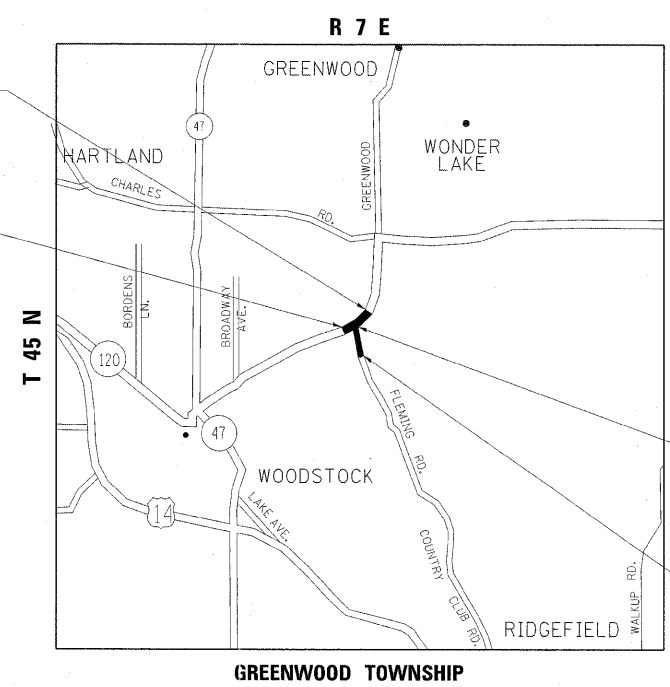 R 7 E
GREENWOOD
47
WONDER
LAKE
HARTLAND
GREENWOOD
CHARLES
RD.
T 45 N
BORDENS
LN.
BROADWAY
AVE.
120
47
FLEMING
RD.
WOODSTOCK
14
LAKE AVE.
COUNTRY
CLUB RD.
WALKUP RD.
RIDGEFIELD
GREENWOOD TOWNSHIP